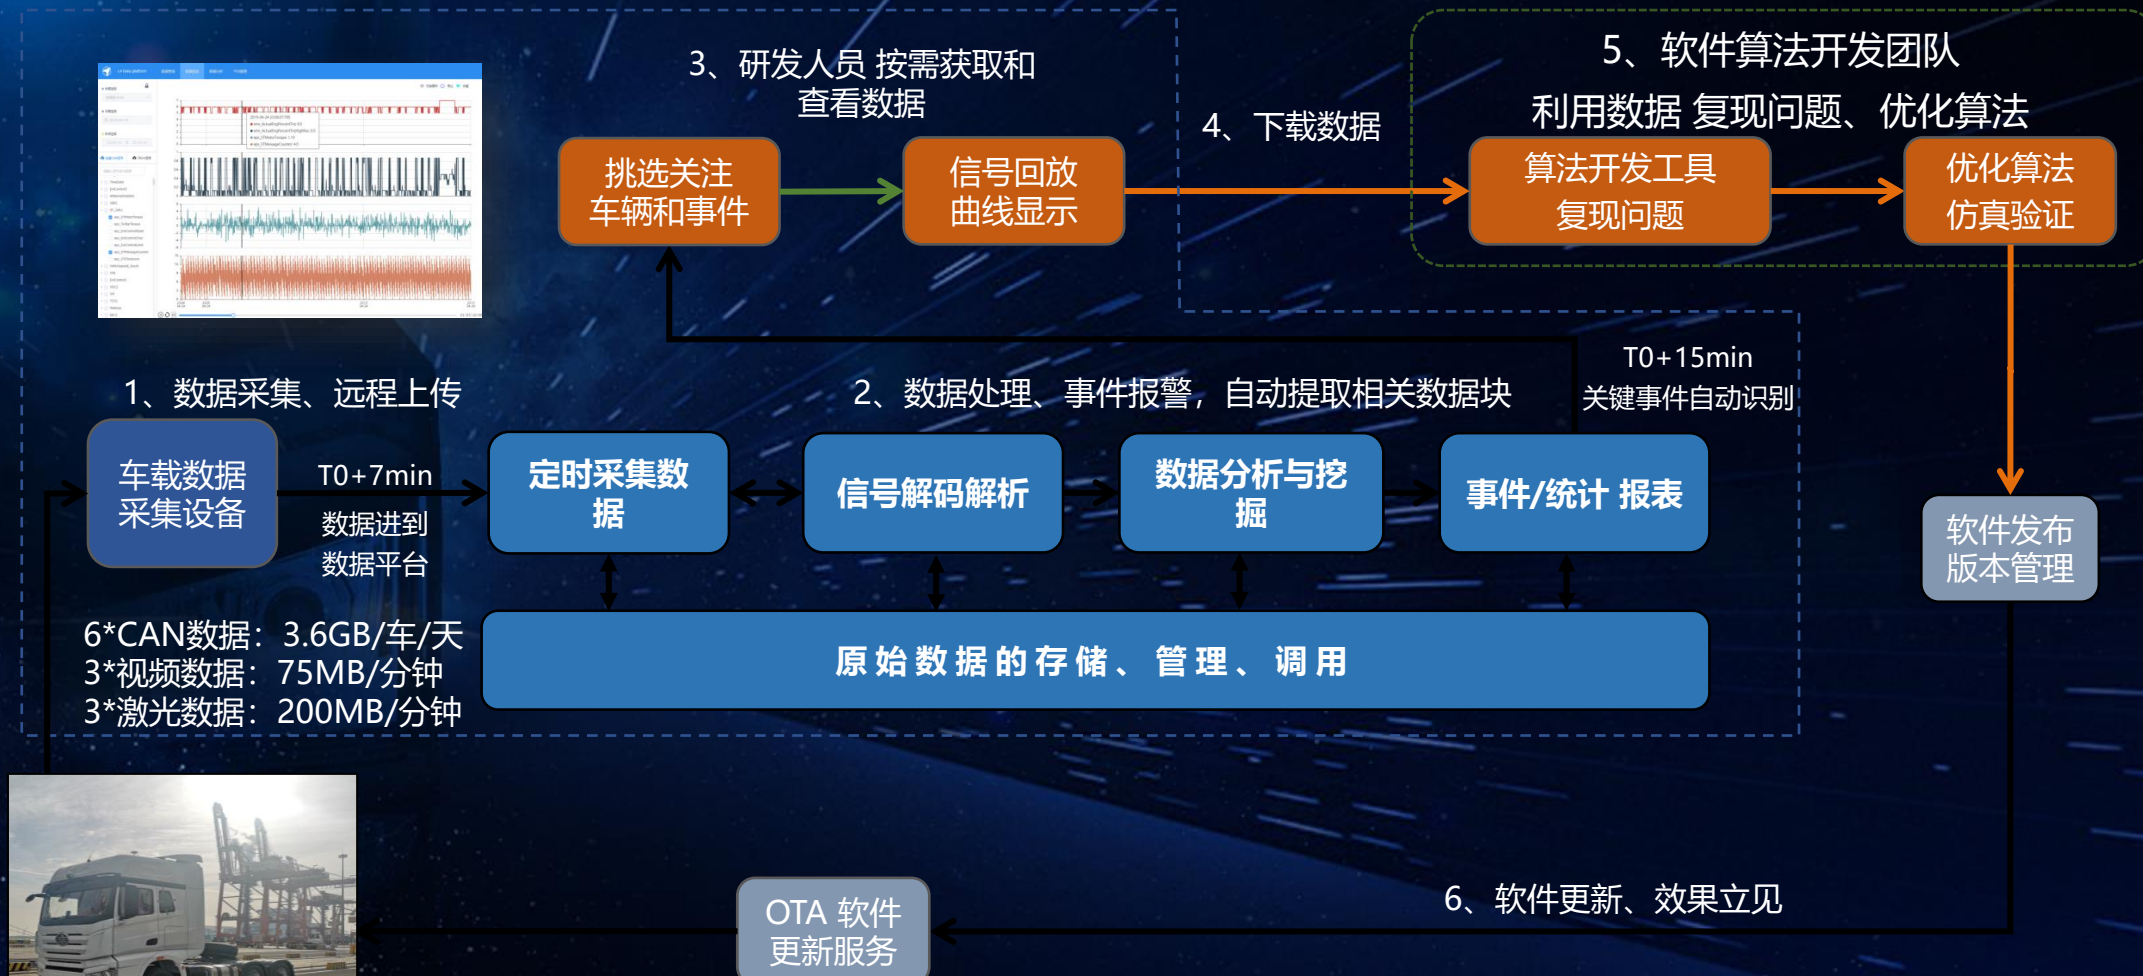 3、研发人员 按需获取和
查看数据
4、下载数据
5、软件算法开发团队
利用数据 复现问题、优化算法
挑选关注
车辆和事件
信号回放
曲线显示
算法开发工具
复现问题
优化算法
仿真验证
T0+15min
关键事件自动识别
1、数据采集、远程上传
2、数据处理、事件报警，自动提取相关数据块
车载数据
采集设备
T0+7min
数据进到
数据平台
定时采集数
据
信号解码解析
数据分析与挖
掘
事件/统计 报表
软件发布
版本管理
6*CAN数据：3.6GB/车/天
3*视频数据：75MB/分钟
3*激光数据：200MB/分钟
原始数据的存储、管理、调用
6、软件更新、效果立见
OTA 软件
更新服务